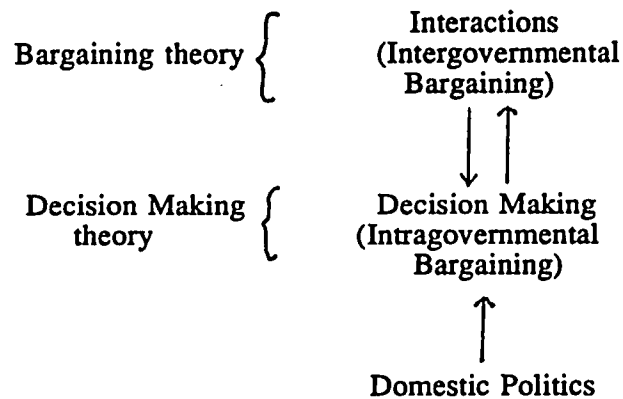 Bargaining theory
Interactions
(Intergovernmental
Bargaining)
Decision Making
theory
Decision Making
(Intragovernmental
Bargaining)
Domestic Politics